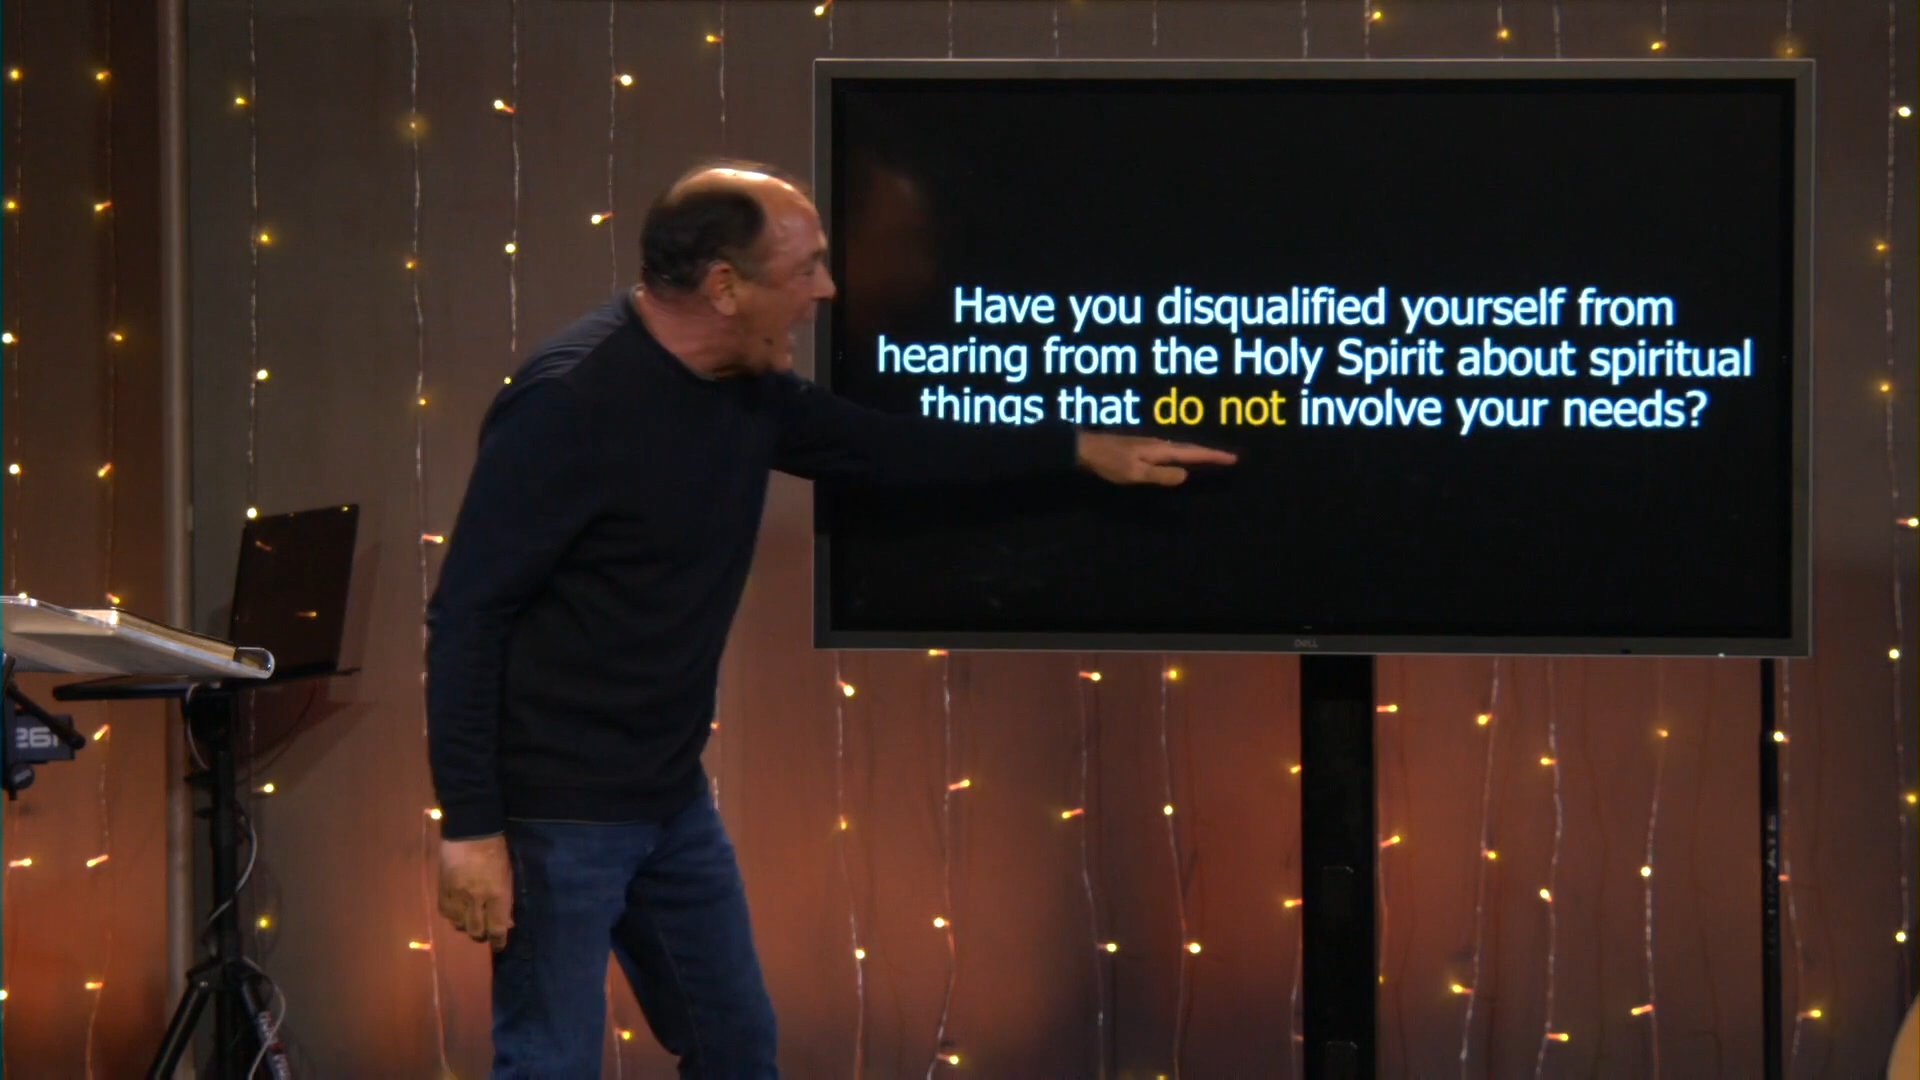 Have you disqualified yourself from
hearing from the Holy Spirit about spiritual
things that do not involve your needs?
DELL